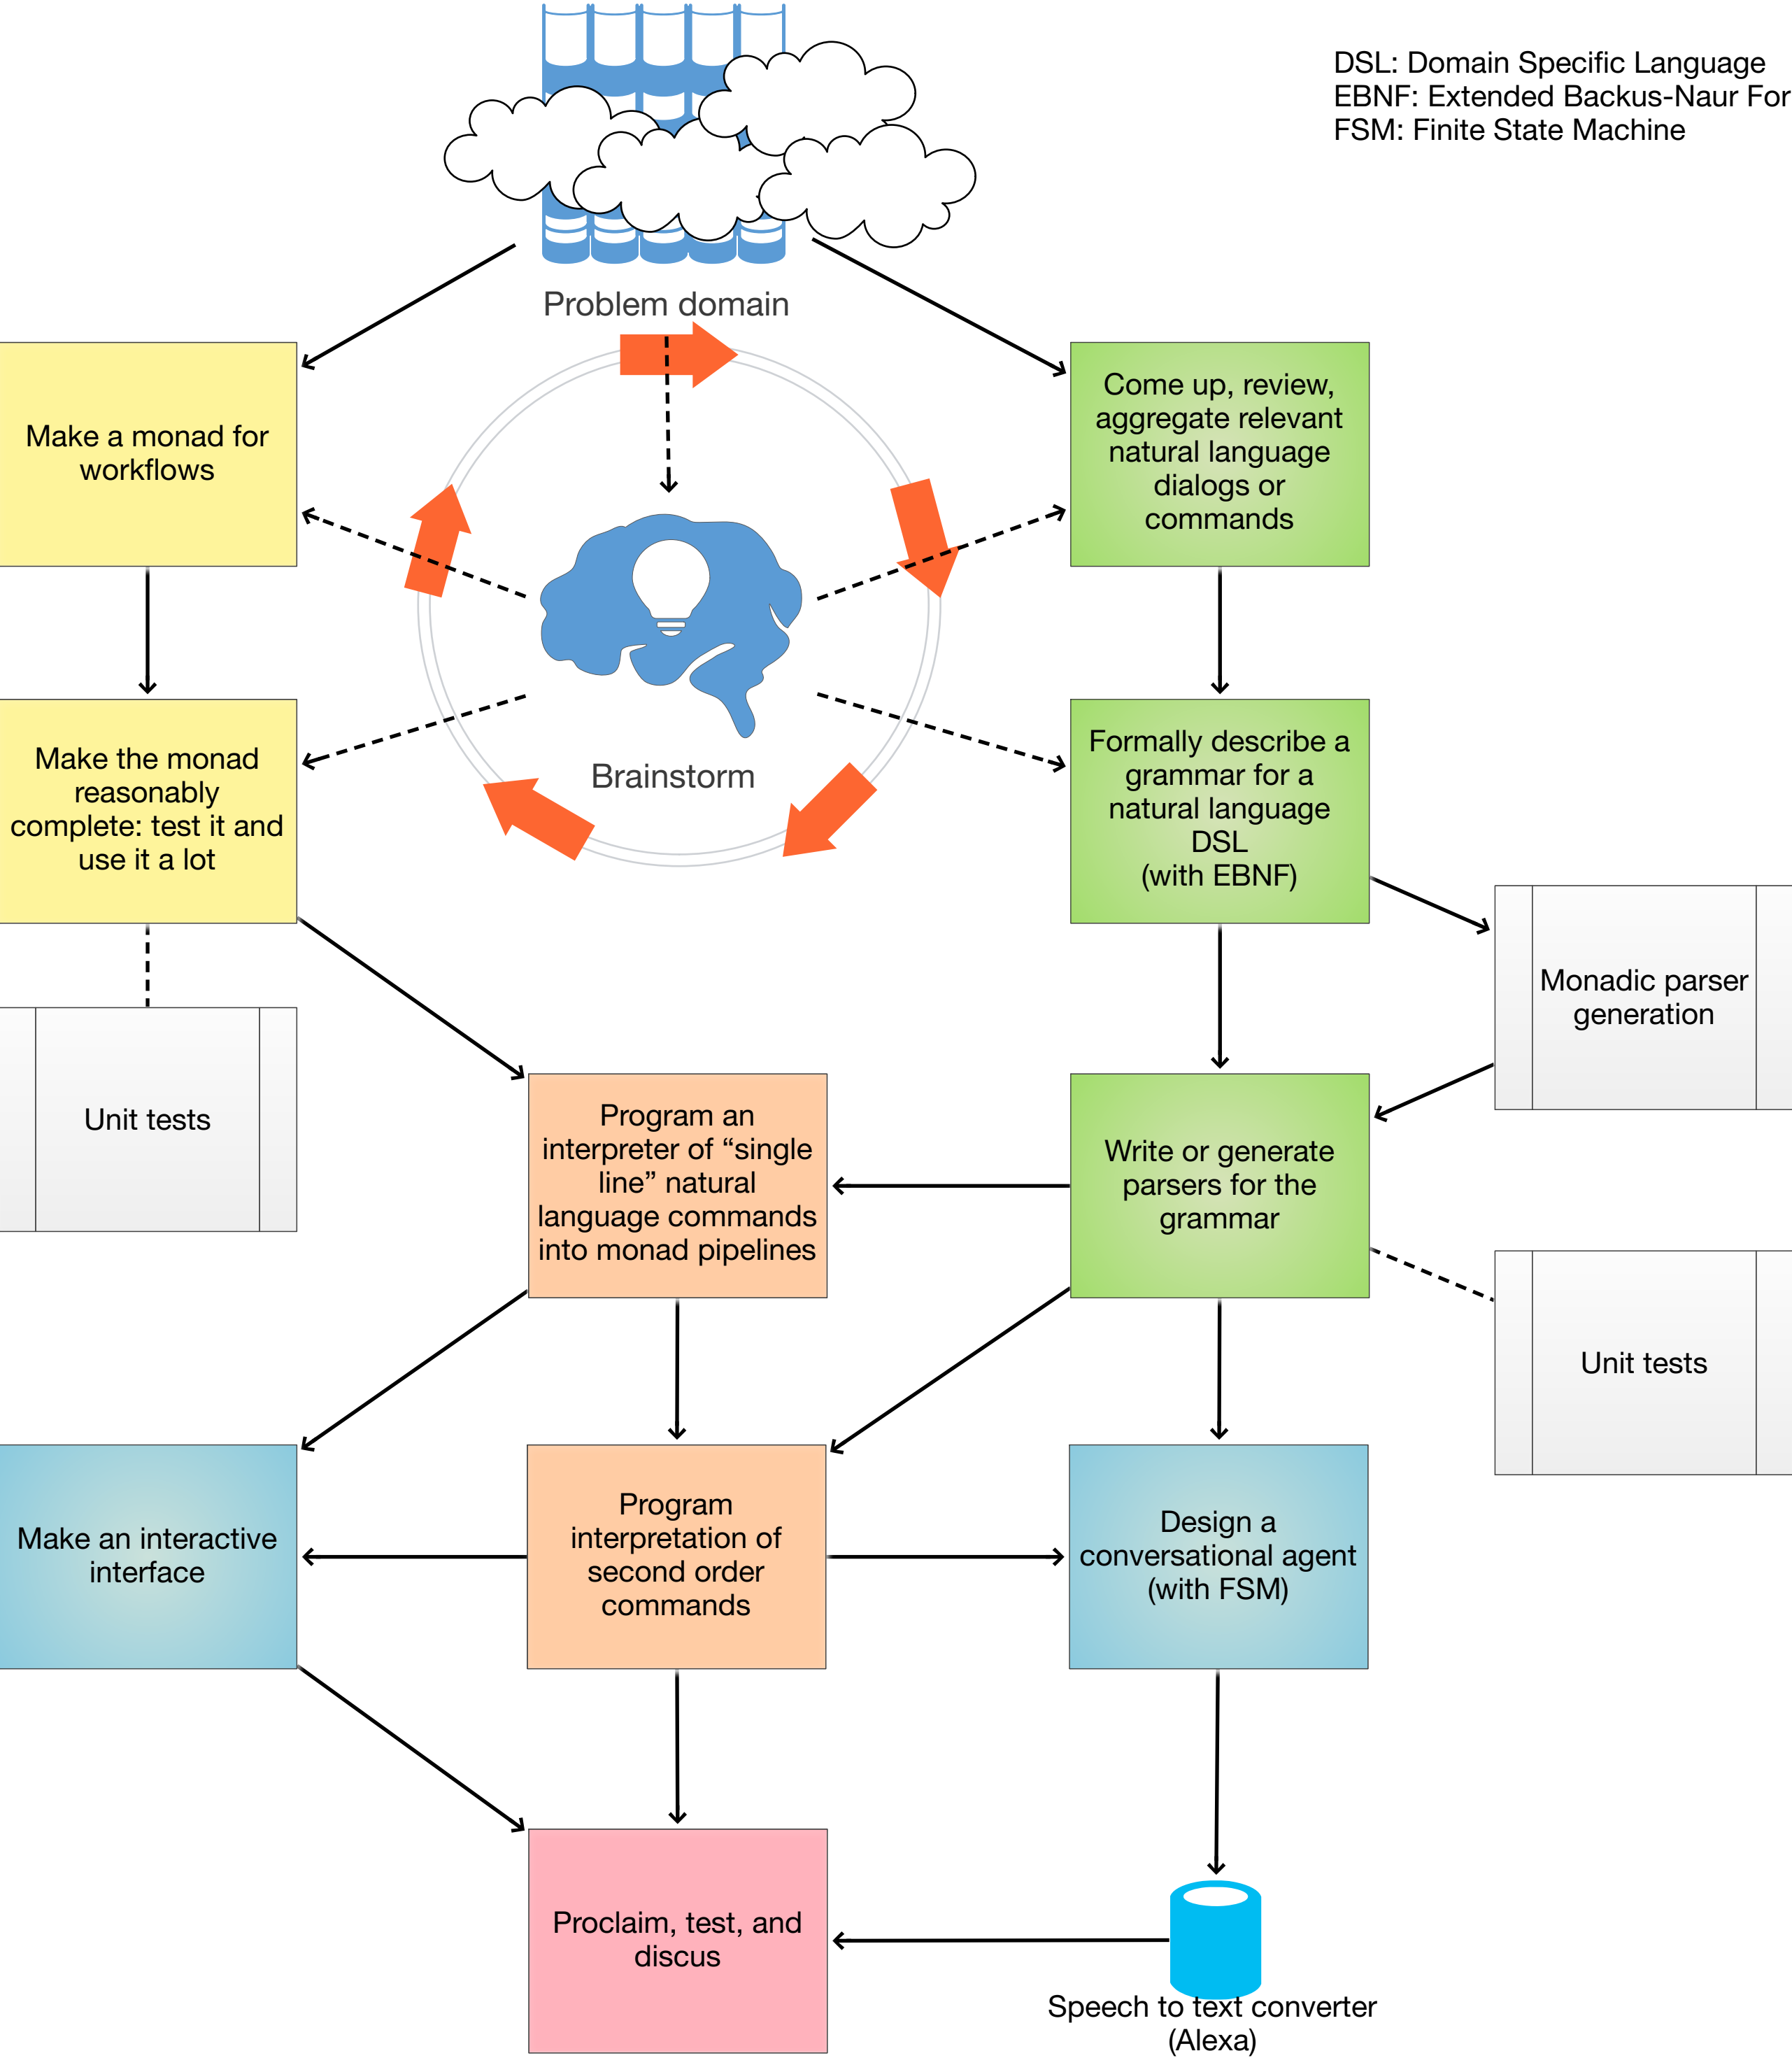 DSL: Domain Specific Language
EBNF: Extended Backus-Naur For
FSM: Finite State Machine
Problem domain
Make a monad for
workflows
Come up, review,
aggregate relevant
natural language
dialogs or
commands
Make the monad
reasonably
complete: test it and
use it a lot
Brainstorm
Formally describe a
grammar for a
natural language
DSL
(with EBNF)
Monadic parser
generation
Unit tests
Program an
interpreter of “single
line” natural
language commands
into monad pipelines
Write or generate
parsers for the
grammar
Unit tests
Make an interactive
interface
Program
interpretation of
second order
commands
Design a
conversational agent
(with FSM)
Proclaim, test, and
discus
Speech to text converter
(Alexa)